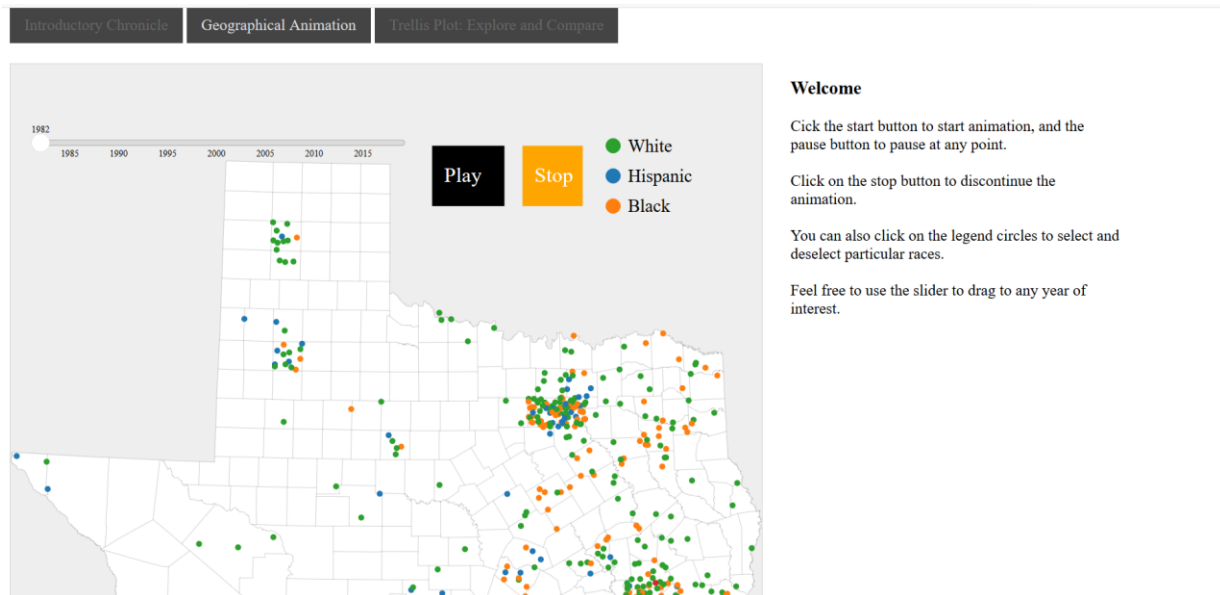 Introductory Chronicle
Geographical Animation
Trellis Plot: Explore and Compare
1982
1985 1990 1995 2000 2005 2010 2015
Play
Stop
White
Hispanic
Black
Welcome
Cick the start button to start animation, and the
pause button to pause at any point.
Click on the stop button to discontinue the
animation.
You can also click on the legend circles to select and
deselect particular races.
Feel free to use the slider to drag to any year of
interest.